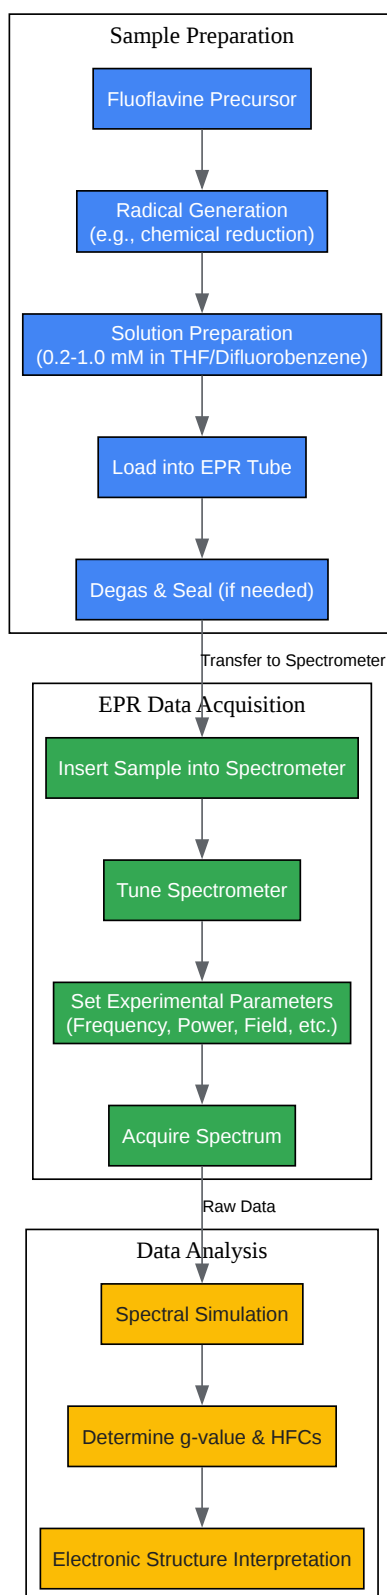 Sample Preparation
Fluoflavine Precursor
Radical Generation
(e.g., chemical reduction)
Solution Preparation
(0.2-1.0 mM in THF/Difluorobenzene)
Load into EPR Tube
Degas & Seal (if needed)
Transfer to Spectrometer
EPR Data Acquisition
Insert Sample into Spectrometer
Tune Spectrometer
Set Experimental Parameters
(Frequency, Power, Field, etc.)
Acquire Spectrum
Raw Data
Data Analysis
Spectral Simulation
Determine g-value & HFCs
Electronic Structure Interpretation